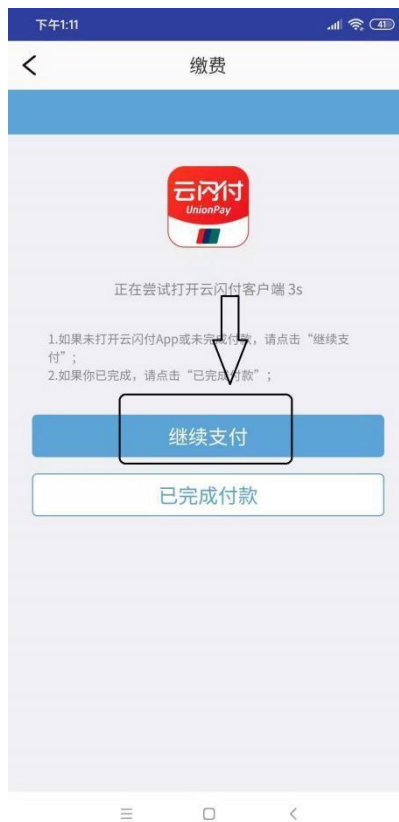 下午1:11
41
缴费
云闪付
UnionPay
正在尝试打开云闪付客户端 3s
1.如果未打开云闪付App或未完成付款，请点击“继续支
付”；
2.如果你已完成，请点击“已完成付款”；
继续支付
已完成付款